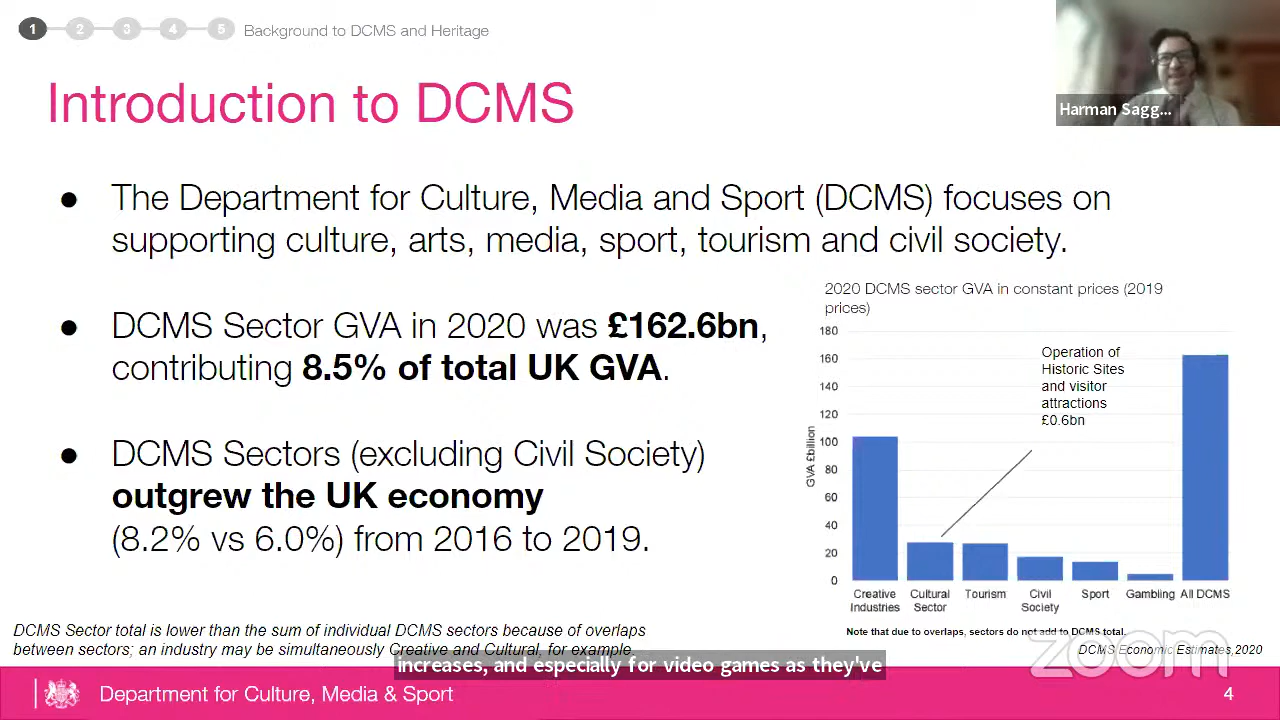 1 2 3 4 5 Background to DCMS and Heritage
Introduction to DCMS
Harman Sagg...
● The Department for Culture, Media and Sport (DCMS) focuses on
supporting culture, arts, media, sport, tourism and civil society.
● DCMS Sector GVA in 2020 was £162.6bn,
contributing 8.5% of total UK GVA.
● DCMS Sectors (excluding Civil Society)
outgrew the UK economy
(8.2% vs 6.0%) from 2016 to 2019.
2020 DCMS sector GVA in constant prices (2019
prices)
GVA £billion
180
160
140
120
100
80
60
40
20
0
Operation of
Historic Sites
and visitor
attractions
£0.6bn
Creative
Industries
Cultural
Sector
Tourism
Civil
Society
Sport
Gambling
All DCMS
Note that due to overlaps, sectors do not add to DCMS total.
DCMS Sector total is lower than the sum of individual DCMS sectors because of overlaps
between sectors; an industry may be simultaneously Creative and Cultural, for example.
DCMS Economic Estimates,2020
zoom
increases, and especially for video games as they've
Department for Culture, Media & Sport
4